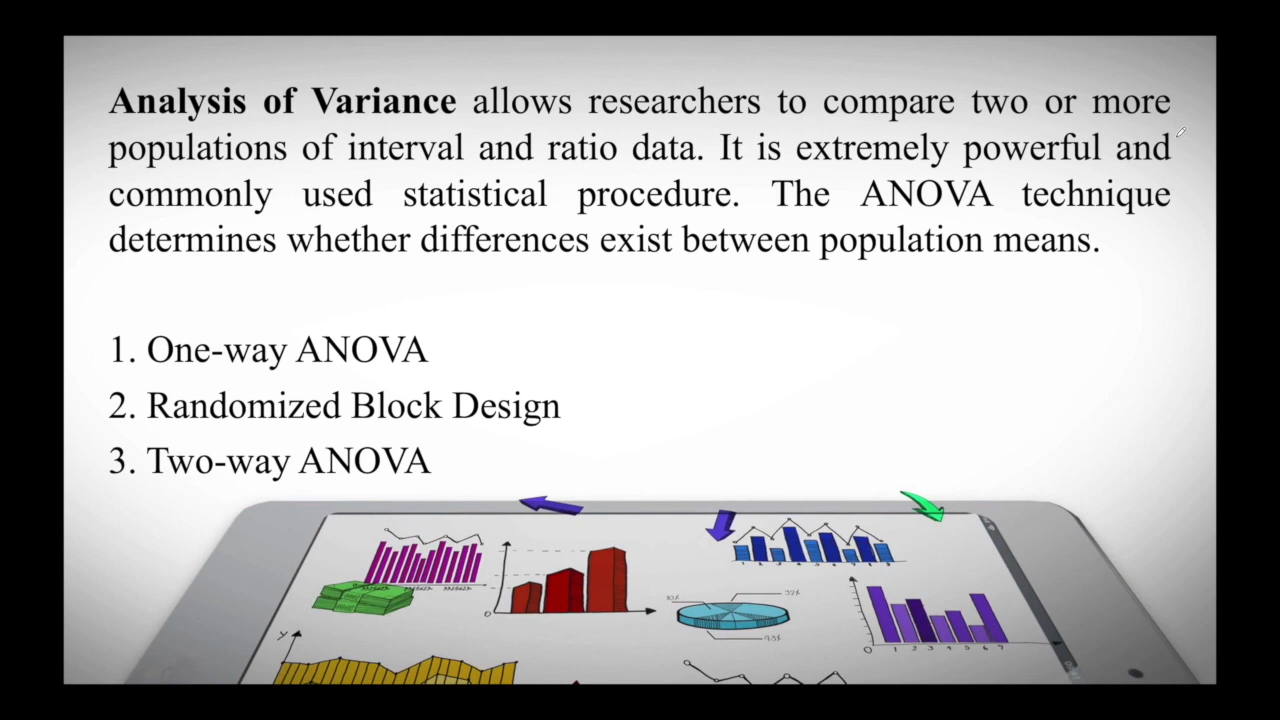 Analysis of Variance allows researchers to compare two or more
populations of interval and ratio data. It is extremely powerful and
commonly used statistical procedure. The ANOVA technique
determines whether differences exist between population means.
1. One-way ANOVA
2. Randomized Block Design
3. Two-way ANOVA